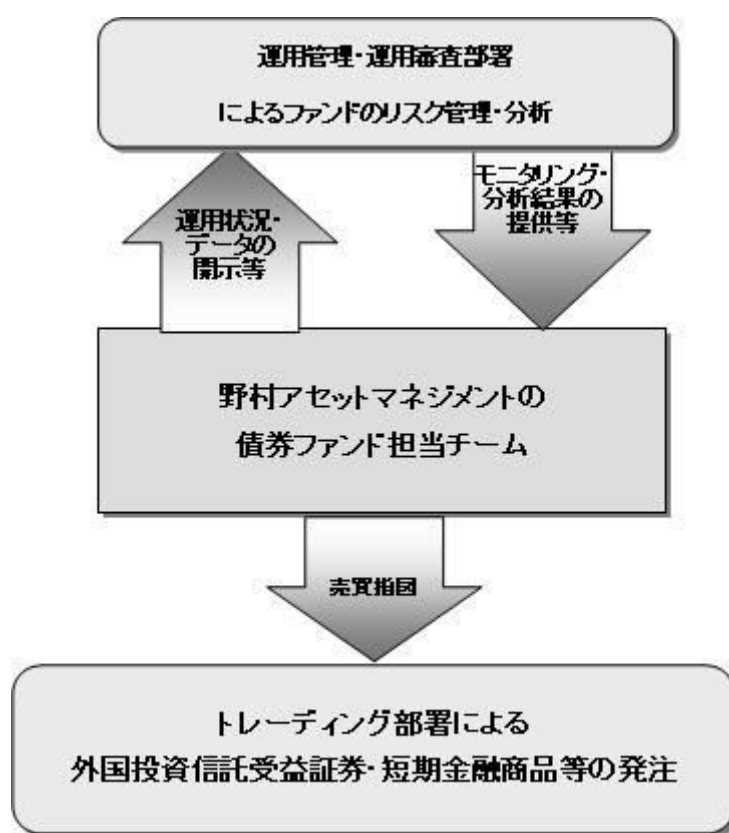 運用管理・運用審査部署
によるファンドのリスク管理・分析
運用状況・
データの
開示等
モニタリング・
分析結果の
提供等
野村アセットマネジメントの
債券ファンド担当チーム
売買指図
トレーディング部署による
外国投資信託受益証券・短期金融商品等の発注